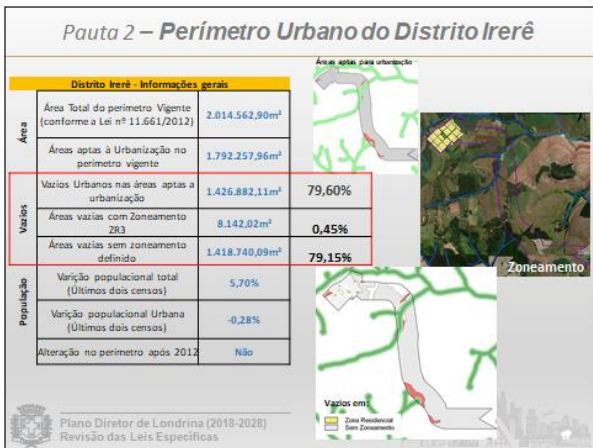 Pauta 2 – Perímetro Urbano do Distrito Irerê
Distrito Irerê - Informações gerais
Área
Área Total do perimetro Vigente
(conforme a Lei nº 11.661/2012)
2.014.562,90m²
Áreas aptas à Urbanização no
perimetro vigente
1.792.257,96m²
Vazios
Vazios Urbanos nas áreas aptas a
urbanização
1.426.882,11m²
79,60%
Áreas vazias com Zoneamento
ZR3
8.142,02m²
0,45%
Áreas vazias sem zoneamento
definido
1.418.740,09m²
79,15%
População
Varição populacional total
(Últimos dois censos)
5,70%
Varição populacional Urbana
(Últimos dois censos)
-0,28%
Alteração no perimetro após 2012
Não
Áreas aptas para urbanização
Zoneamento
Vazios em:
Zona Residencial
Sem Zoneamento
Plano Diretor de Londrina (2018-2028)
Revisão das Leis Específicas